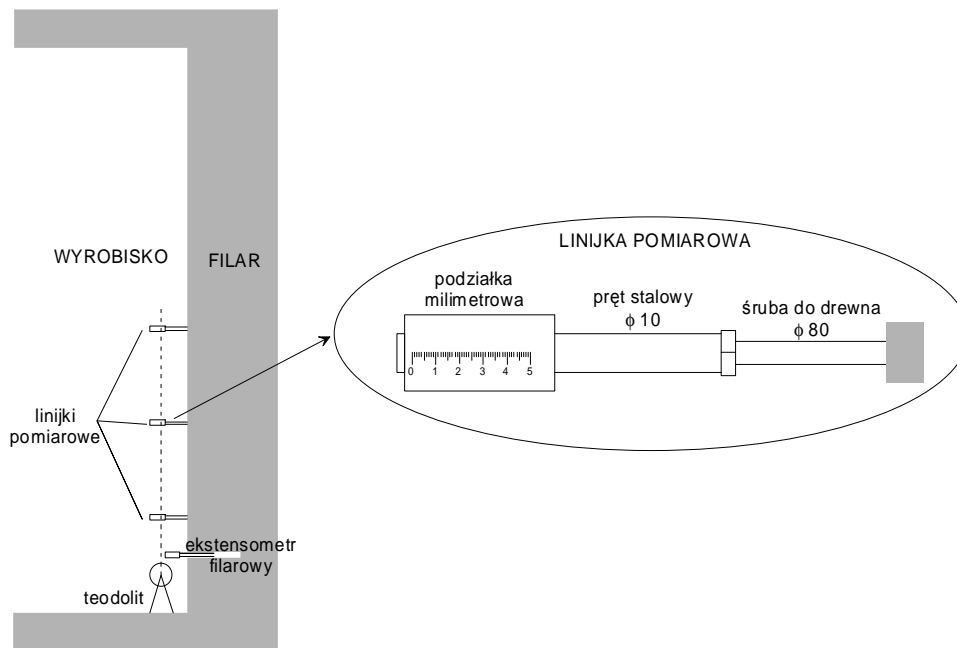 WYROBISKO
FILAR
linijki
pomiarowe
ekstensometr
filarowy
teodolit
LINIJKA POMIAROWA
podziałka
milimetrowa
pręt stalowy
ϕ 10
śruba do drewna
ϕ 80
0 1 2 3 4 5